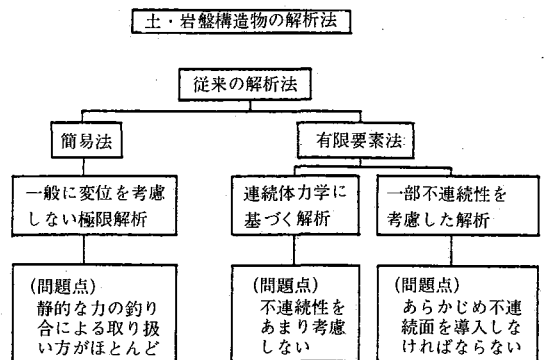 土・岩盤構造物の解析法
従来の解析法
簡易法
有限要素法
一般に変位を考慮
しない極限解析
連続体力学に
基づく解析
一部不連続性を
考慮した解析
(問題点)
静的な力の釣り
合による取り扱
い方がほとんど
(問題点)
不連続性を
あまり考慮
しない
(問題点)
あらかじめ不連
続面を導入しな
ければならない